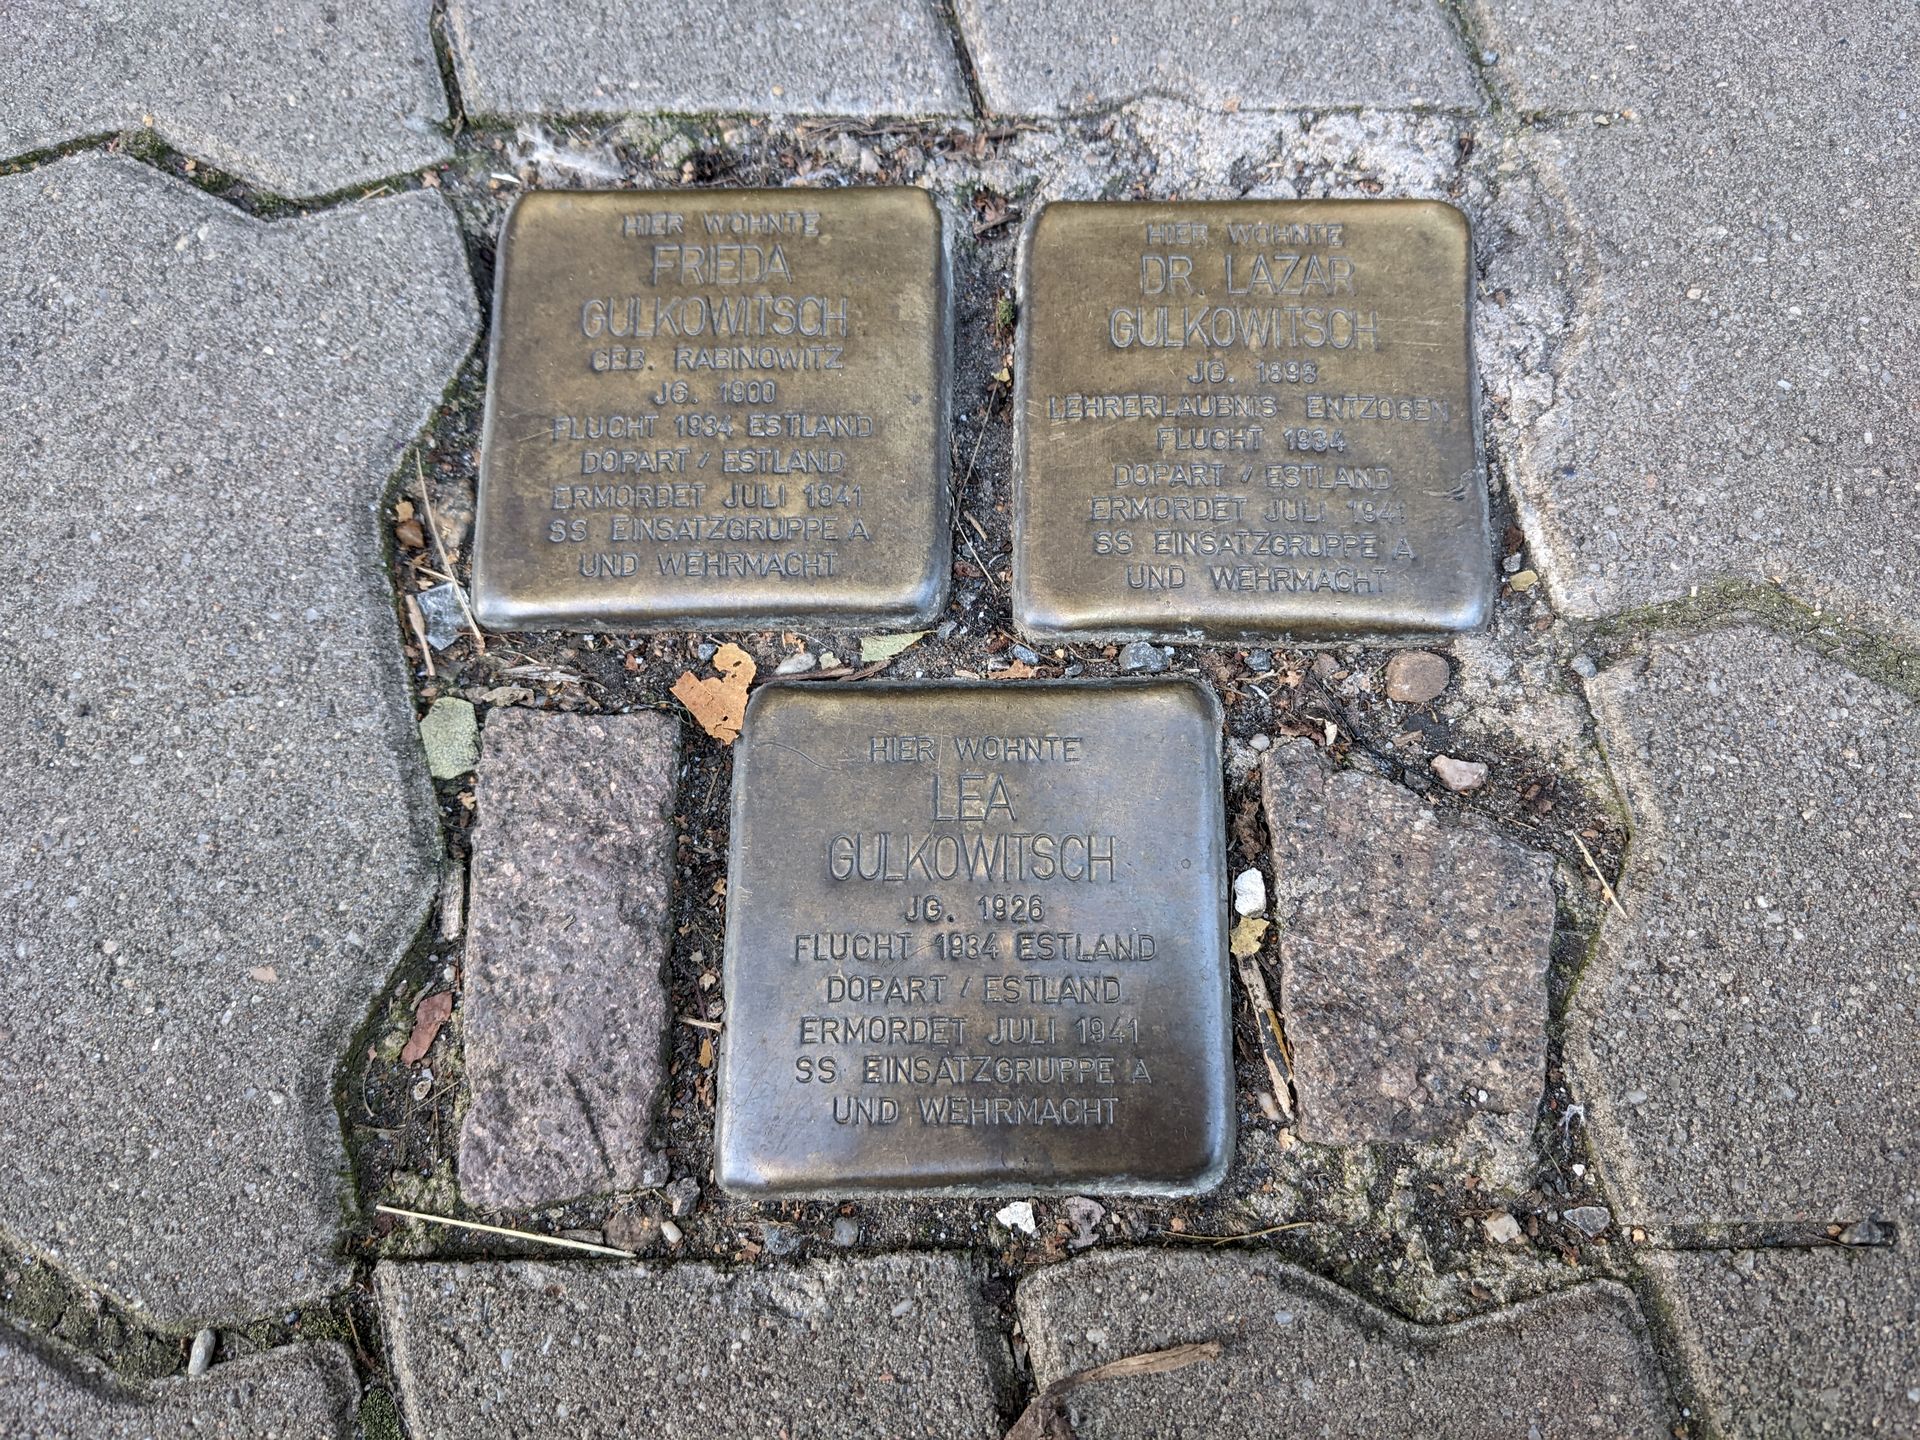 HIER WOHNTE
FRIEDA
GULKOWITSCH
GEB. RABINOWITZ
JG. 1900
FLUCHT 1934 ESTLAND
DOPART / ESTLAND
ERMORDET JULI 1941
SS EINSATZGRUPPE A
UND WEHRMACHT
HIER WOHNTE
DR. LAZAR
GULKOWITSCH
JG. 1898
LEHRERLAUBNIS ENTZOGEN
FLUCHT 1934
DOPART / ESTLAND
ERMORDET JULI 1941
SS EINSATZGRUPPE A
UND WEHRMACHT
HIER WOHNTE
LEA
GULKOWITSCH
JG. 1926
FLUCHT 1934 ESTLAND
DOPART / ESTLAND
ERMORDET JULI 1941
SS EINSATZGRUPPE A
UND WEHRMACHT